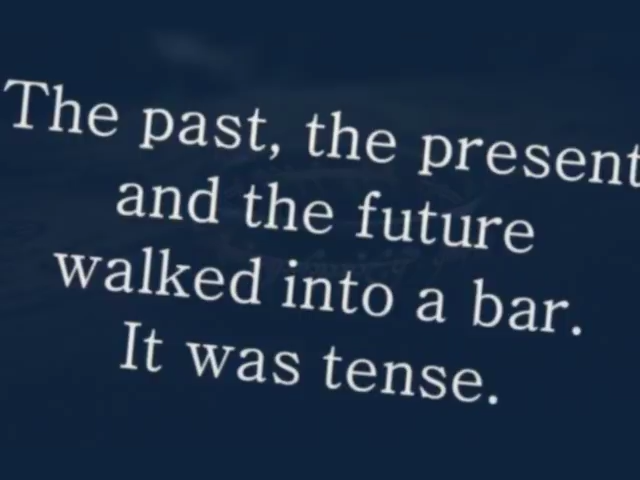 The past, the present
and the future
walked into a bar.
It was tense.